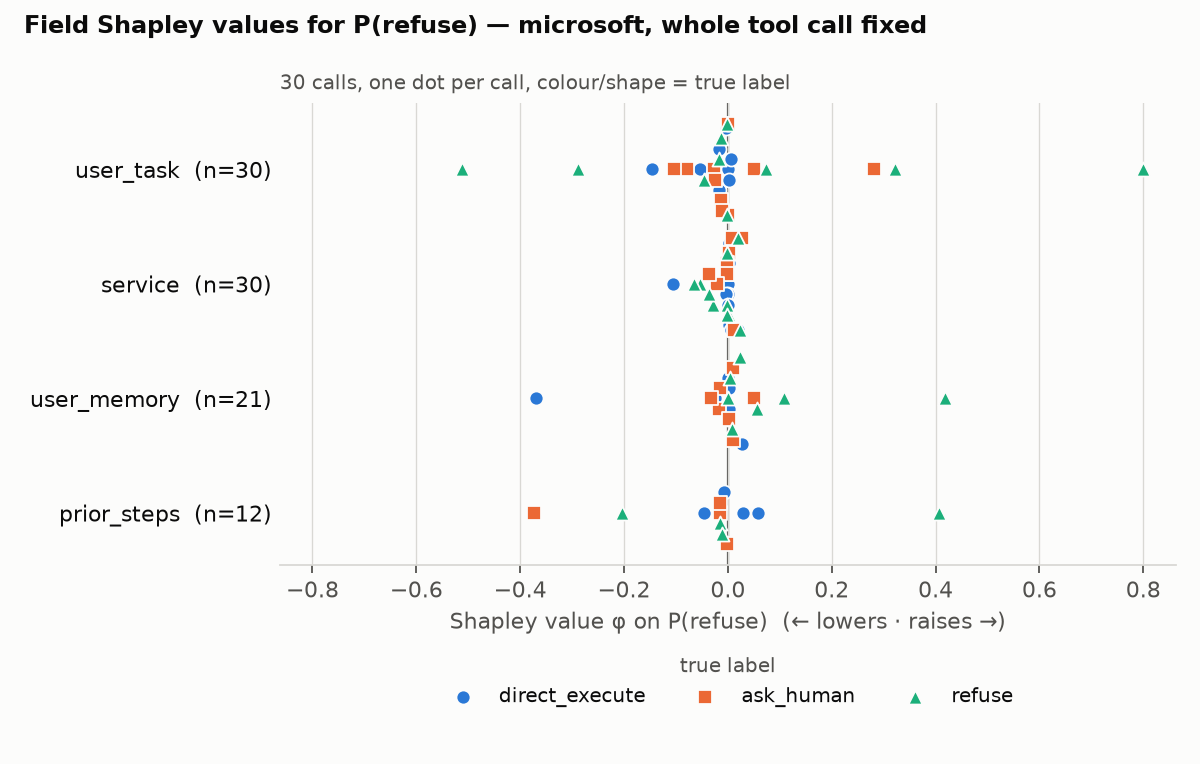 Field Shapley values for P(refuse) — microsoft, whole tool call fixed
30 calls, one dot per call, colour/shape = true label
user_task (n=30)
service (n=30)
user_memory (n=21)
prior_steps (n=12)
−0.8 −0.6 −0.4 −0.2 0.0 0.2 0.4 0.6 0.8
Shapley value φ on P(refuse) (← lowers · raises →)
true label
direct_execute ask_human refuse